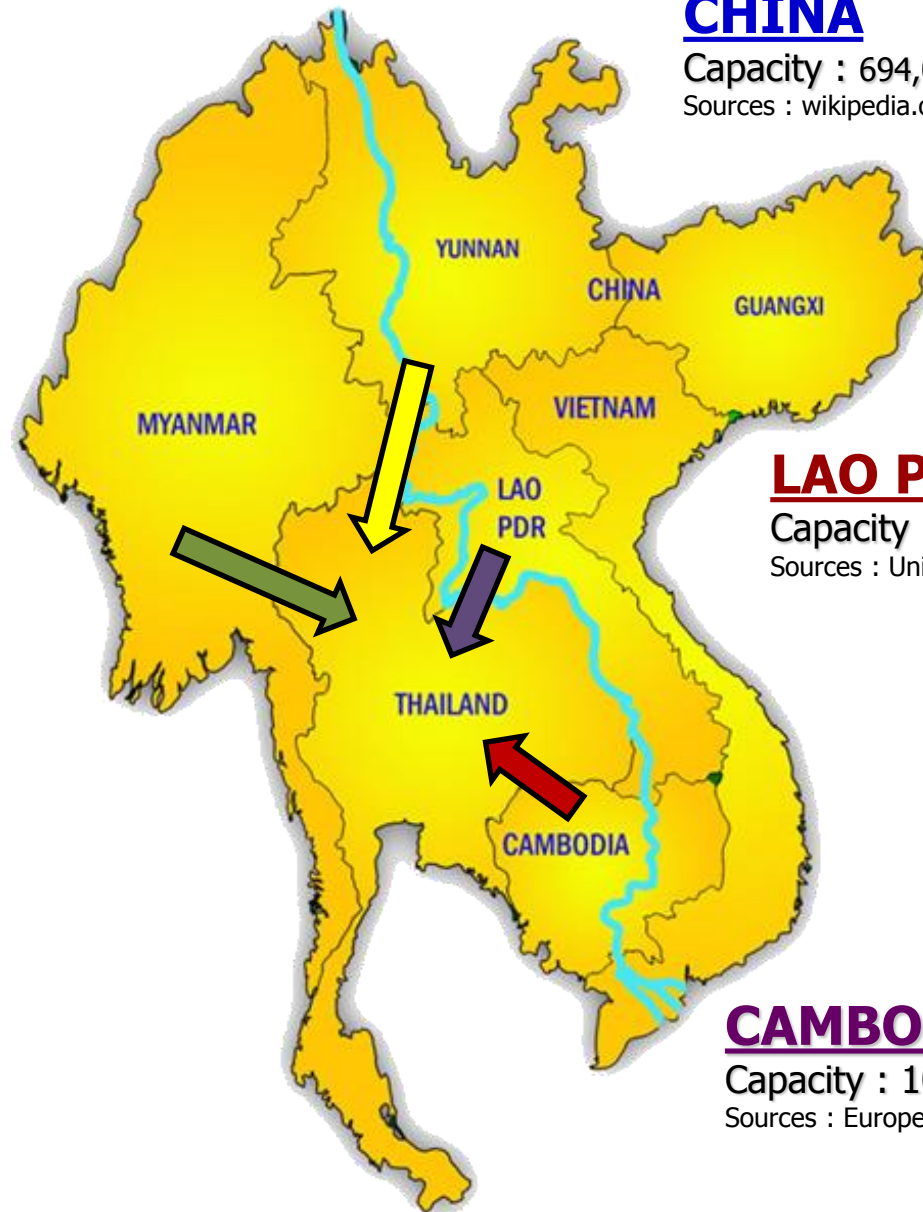 CHINA
Capacity : 694,
Sources : wikipedia.
YUNNAN
CHINA
GUANGXI
MYANMAR
VIETNAM
LAO
PDR
LAO P
Capacity
Sources : Uni
THAILAND
CAMBODIA
CAMBO
Capacity : 1
Sources : Europe